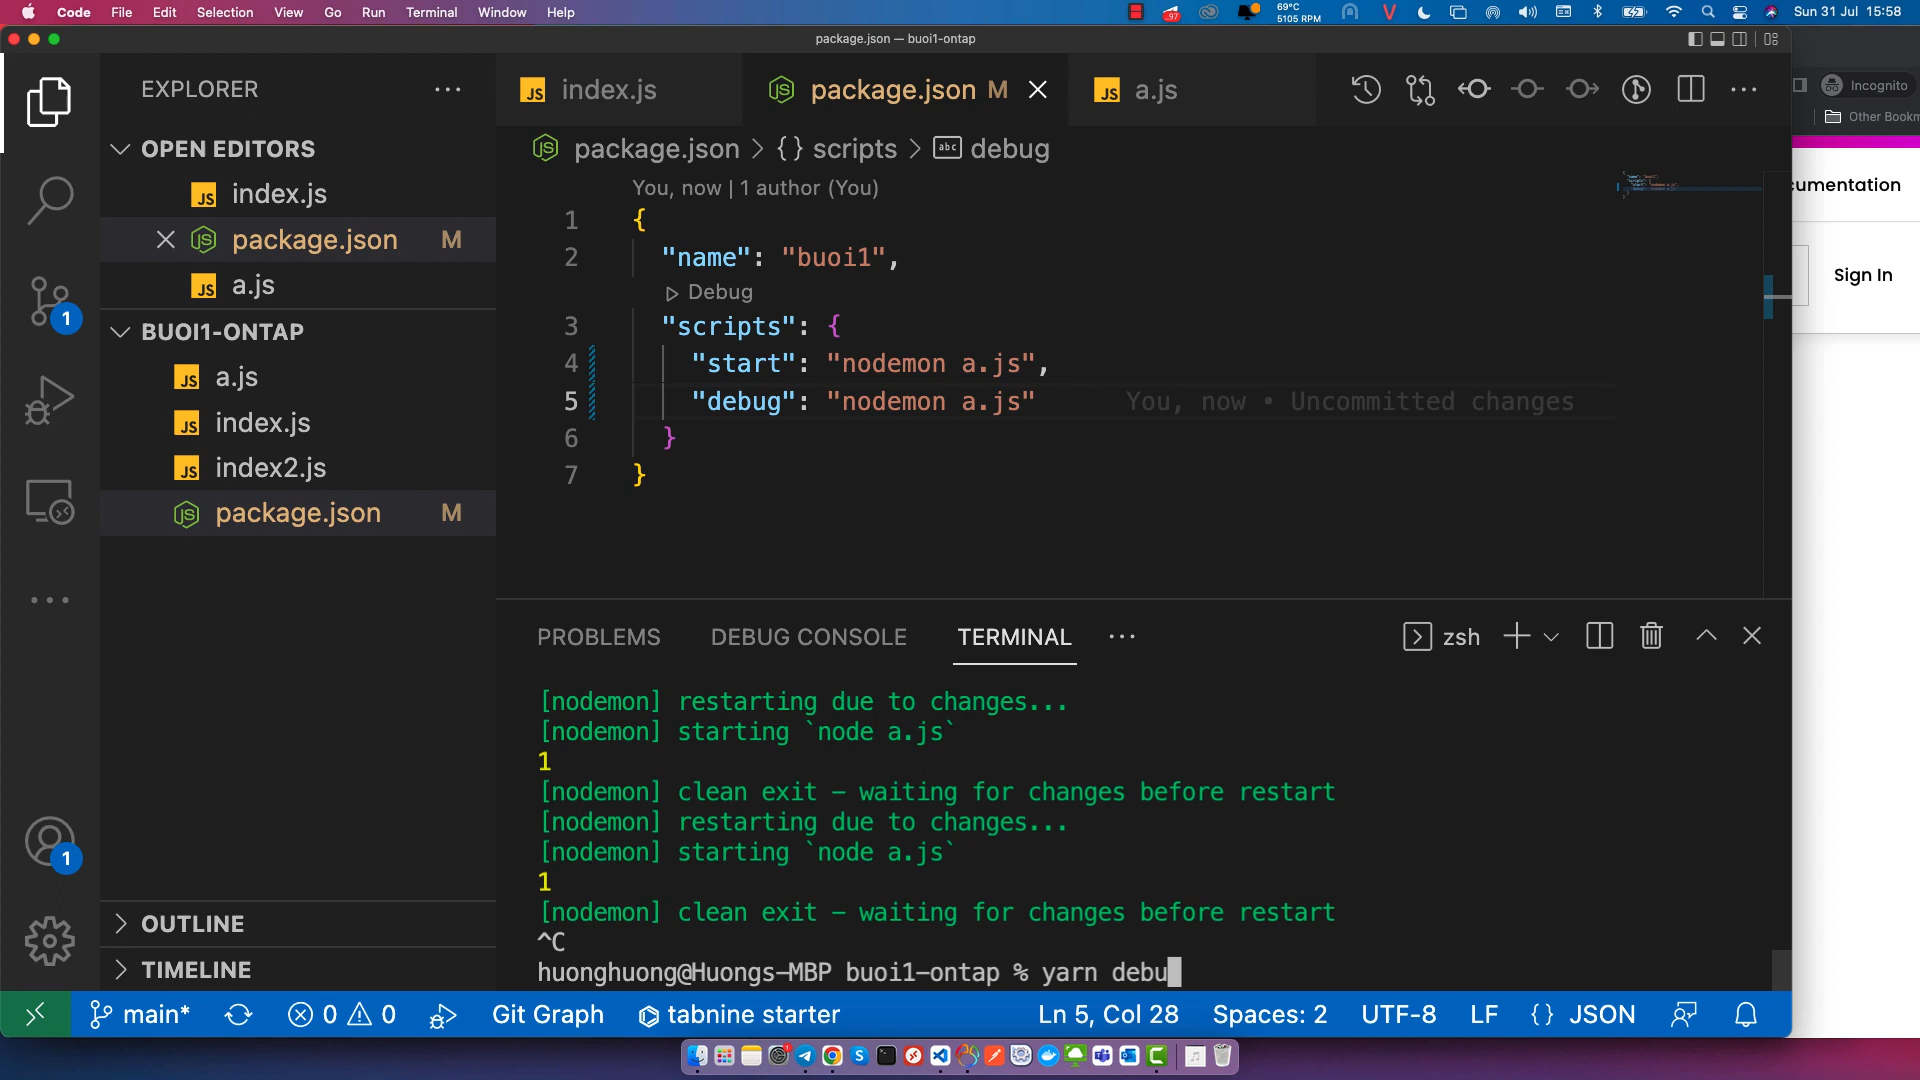 Code File Edit Selection View Go Run Terminal Window Help
69°C
5105 RPM
Sun 31 Jul 15:58
package.json — buoi1-ontap
EXPLORER
index.js
package.json M
a.js
Incognito
OPEN EDITORS
index.js
package.json M
a.js
BUOI1-ONTAP
a.js
index.js
index2.js
package.json M
OUTLINE
TIMELINE
1
1
package.json > {} scripts > abc debug
You, now | 1 author (You)
1 {
2 "name": "buoi1",
Debug
3 "scripts": {
4 "start": "nodemon a.js",
5 "debug": "nodemon a.js" You, now • Uncommitted changes
6 }
7 }
Sign In
PROBLEMS DEBUG CONSOLE TERMINAL
zsh
[nodemon] restarting due to changes...
[nodemon] starting `node a.js`
1
[nodemon] clean exit - waiting for changes before restart
[nodemon] restarting due to changes...
[nodemon] starting `node a.js`
1
[nodemon] clean exit - waiting for changes before restart
^C
huonghuong@Huongs-MBP buoi1-ontap % yarn debu
main* 0 0 Git Graph tabnine starter Ln 5, Col 28 Spaces: 2 UTF-8 LF {} JSON